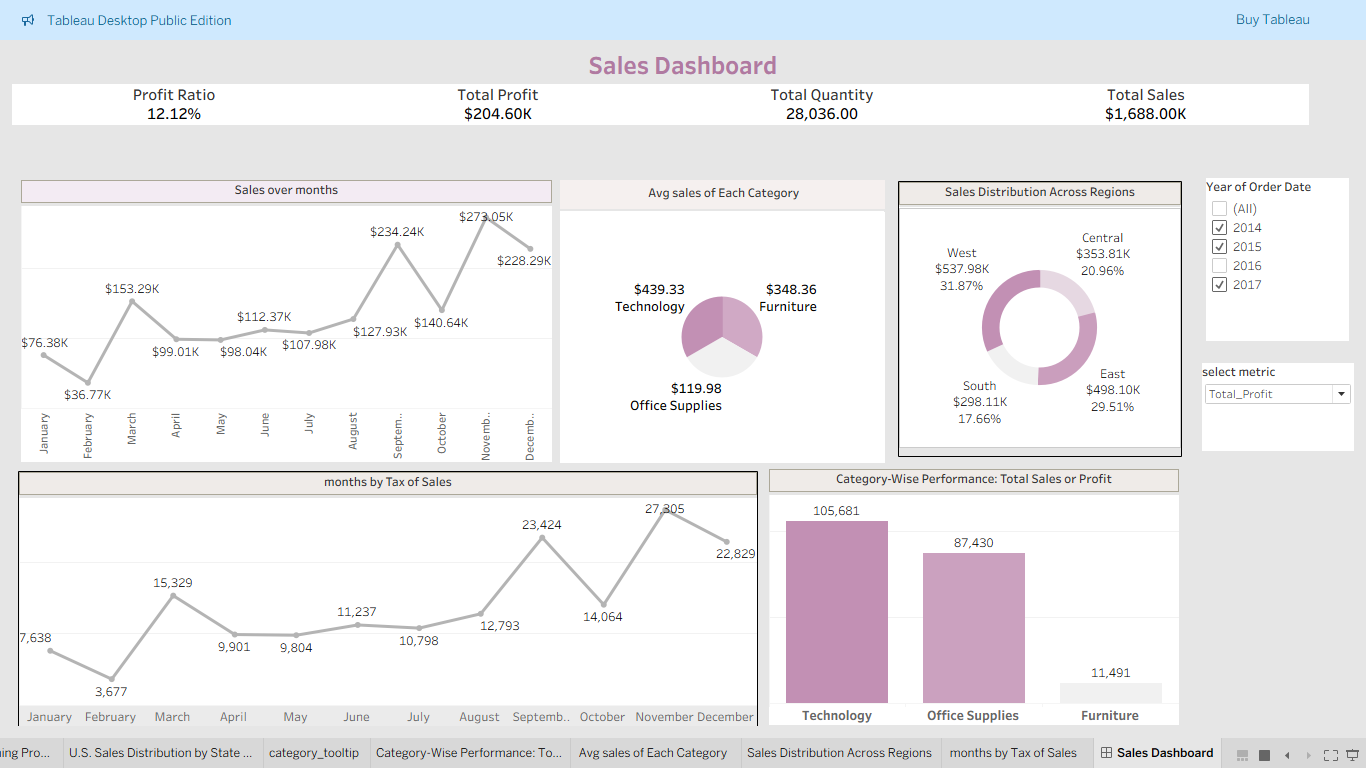 Tableau Desktop Public Edition
Buy Tableau
Sales Dashboard
Profit Ratio
12.12%
Total Profit
$204.60K
Total Quantity
28,036.00
Total Sales
$1,688.00K
Sales over months
$76.38K
$36.77K
$153.29K
$99.01K
$98.04K
$112.37K
$107.98K
$127.93K
$234.24K
$140.64K
$273.05K
$228.29K
January
February
March
April
May
June
July
August
Septem..
October
Novemb..
Decemb..
Avg sales of Each Category
$439.33
Technology
$348.36
Furniture
$119.98
Office Supplies
Sales Distribution Across Regions
West
$537.98K
31.87%
Central
$353.81K
20.96%
South
$298.11K
17.66%
East
$498.10K
29.51%
Year of Order Date
(All)
2014
2015
2016
2017
select metric
Total_Profit
months by Tax of Sales
7,638
3,677
15,329
9,901
9,804
11,237
10,798
12,793
23,424
14,064
27,305
22,829
January February March April May June July August Septemb.. October November December
Category-Wise Performance: Total Sales or Profit
105,681
87,430
11,491
Technology Office Supplies Furniture
ing Pro... U.S. Sales Distribution by State ... category_tooltip Category-Wise Performance: To... Avg sales of Each Category Sales Distribution Across Regions months by Tax of Sales Sales Dashboard